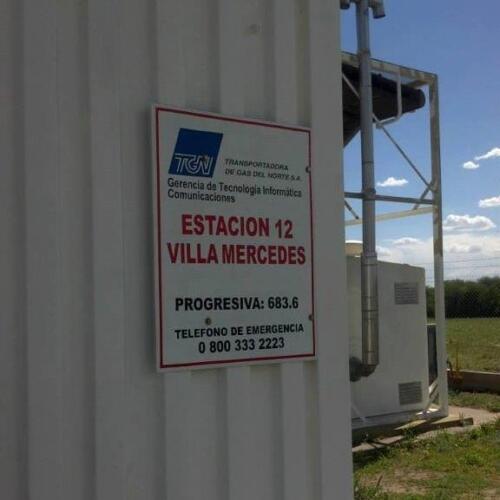 TGN
TRANSPORTADORA
DE GAS DEL NORTE S.A.
Gerencia de Tecnología Informática
Comunicaciones
ESTACION 12
VILLA MERCEDES
PROGRESIVA: 683.6
TELEFONO DE EMERGENCIA
0 800 333 2223